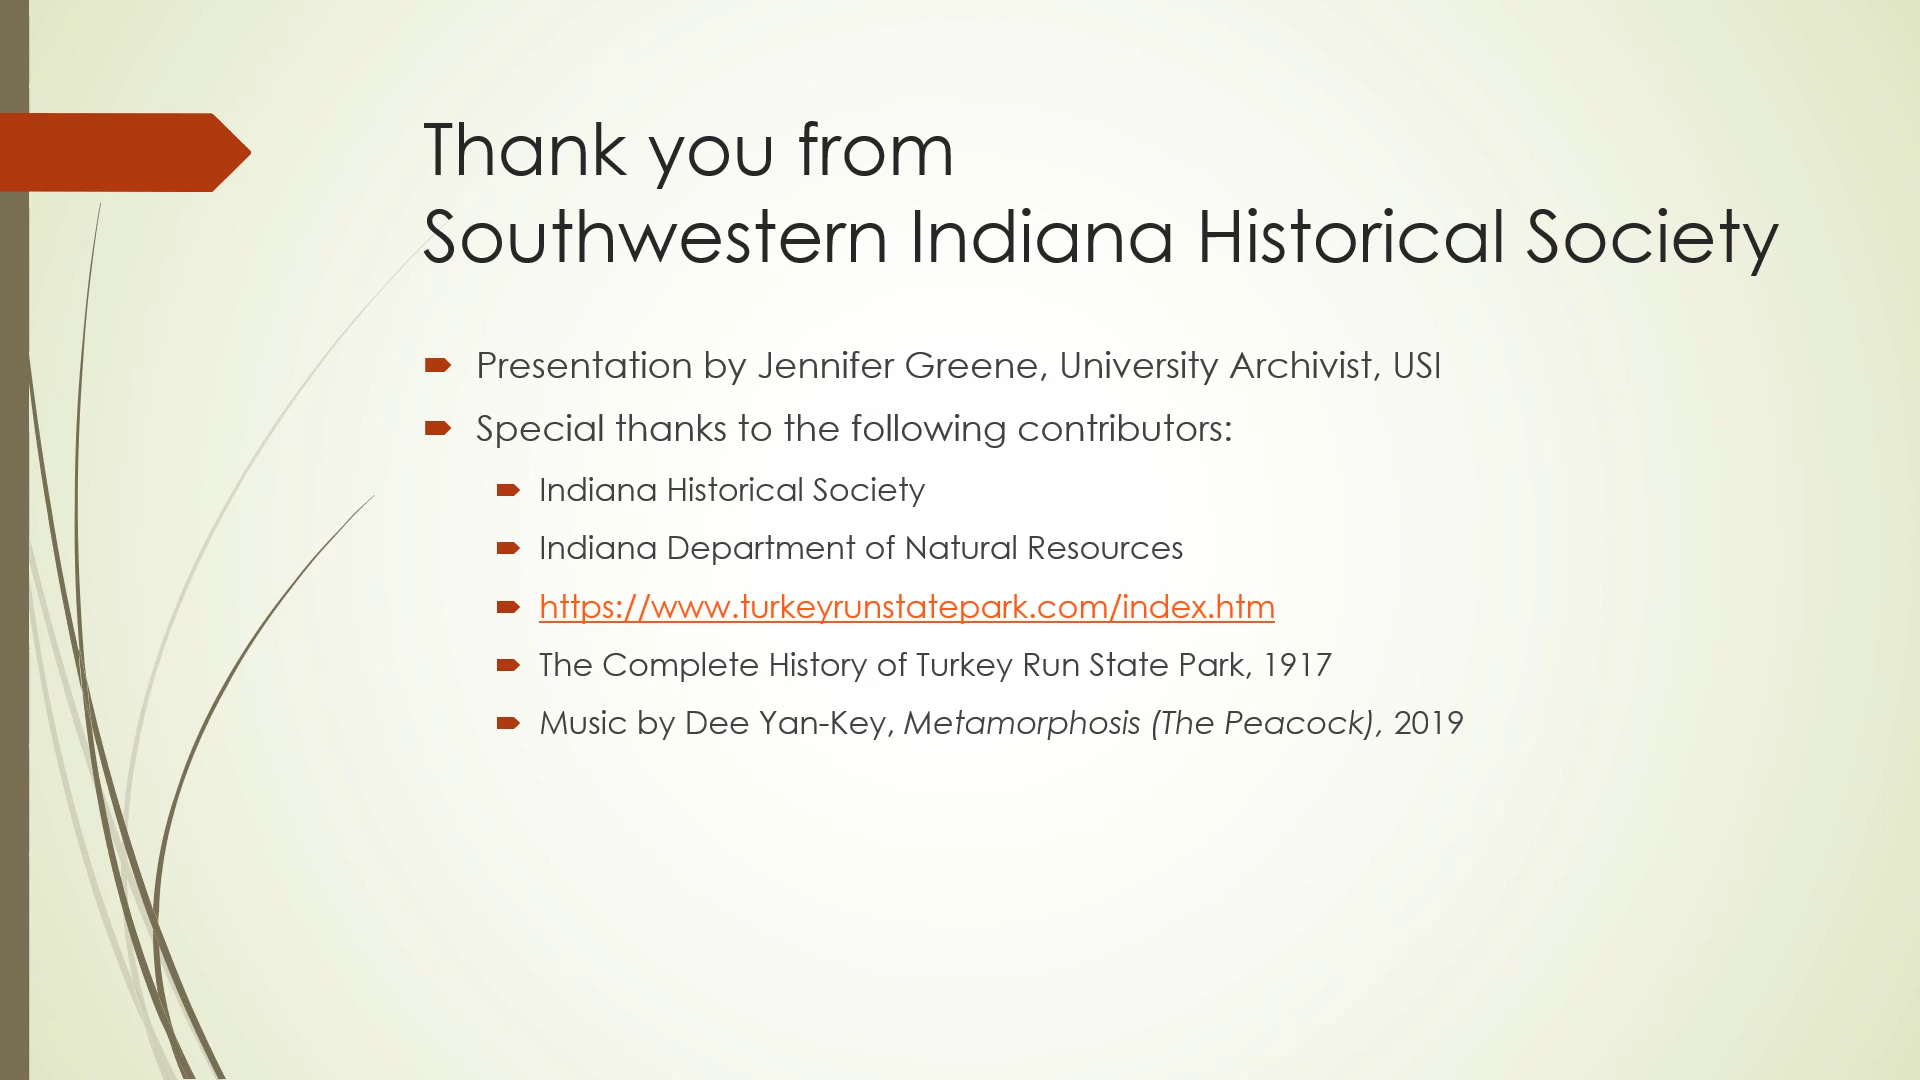 Thank you from
Southwestern Indiana Historical Society
Presentation by Jennifer Greene, University Archivist, USI
Special thanks to the following contributors:
Indiana Historical Society
Indiana Department of Natural Resources
https://www.turkeyrunstatepark.com/index.htm
The Complete History of Turkey Run State Park, 1917
Music by Dee Yan-Key, Metamorphosis (The Peacock), 2019